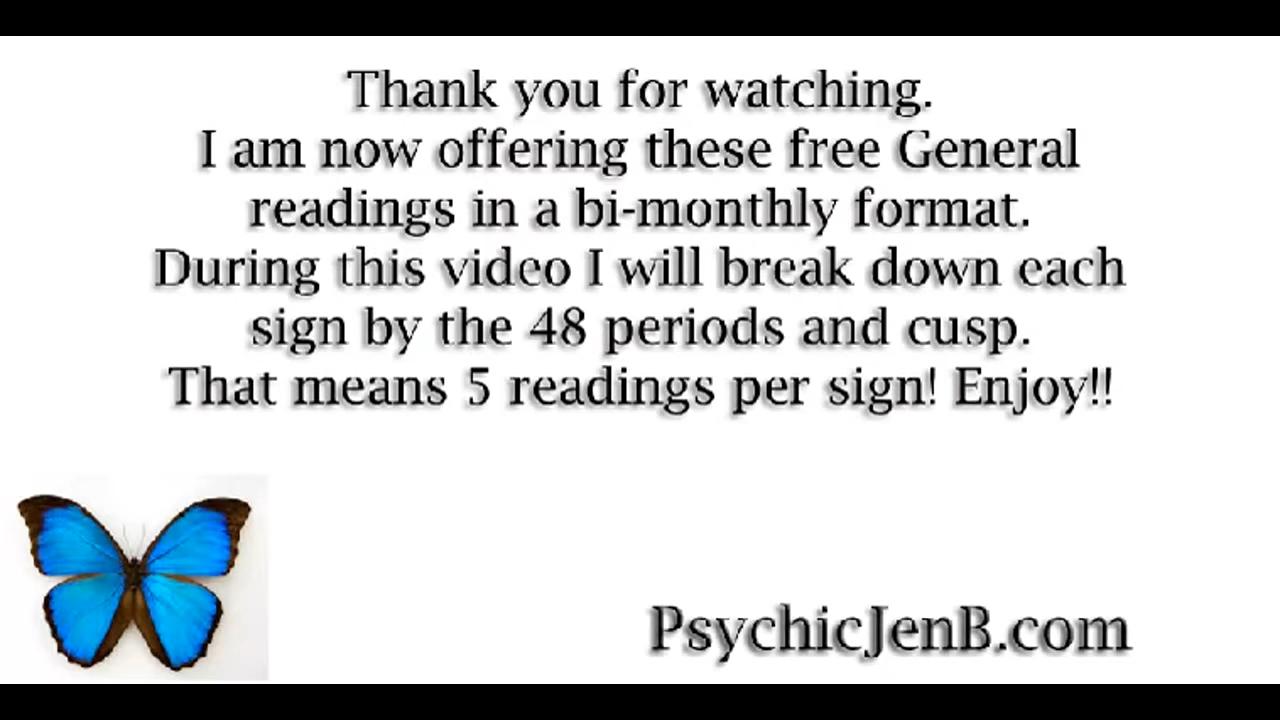 Thank you for watching.
I am now offering these free General
readings in a bi-monthly format.
During this video I will break down each
sign by the 48 periods and cusp.
That means 5 readings per sign! Enjoy!!
PsychicJenB.com